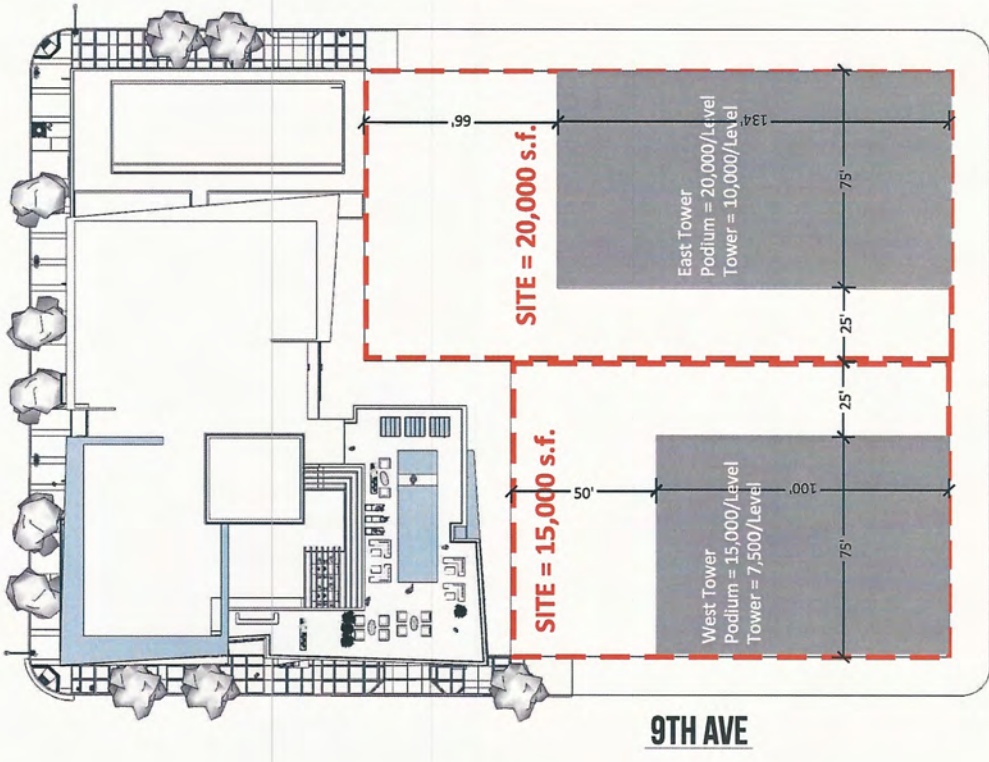 66'
134'
SITE = 20,000 s.f.
East Tower
Podium = 20,000/Level
Tower = 10,000/Level
75'
25'
25'
SITE = 15,000 s.f.
50'
100'
West Tower
Podium = 15,000/Level
Tower = 7,500/Level
75'
9TH AVE